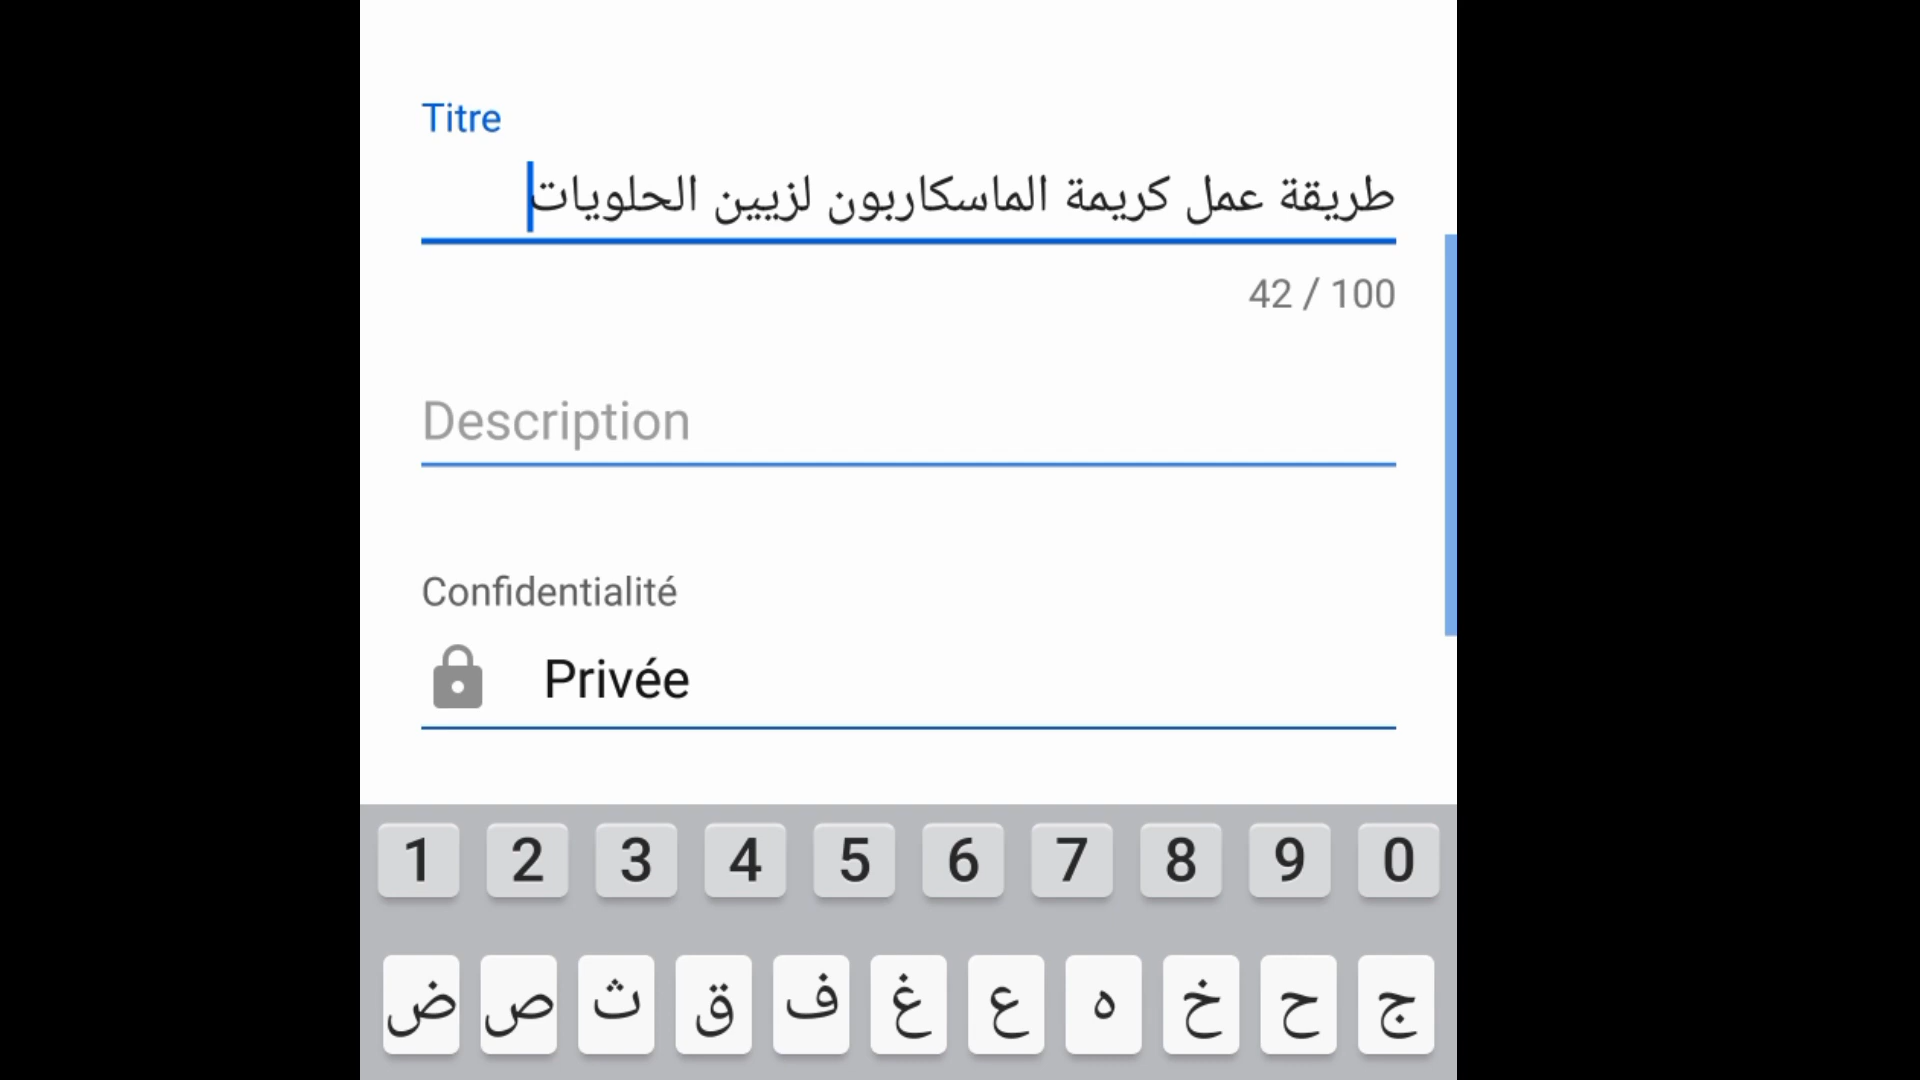 Titre
طريقة عمل كريمة الماسكاربون لزيين الحلويات
42 / 100
Description
Confidentialité
Privée
1 2 3 4 5 6 7 8 9 0
ض ص ث ق ف غ ع ه خ ح ج